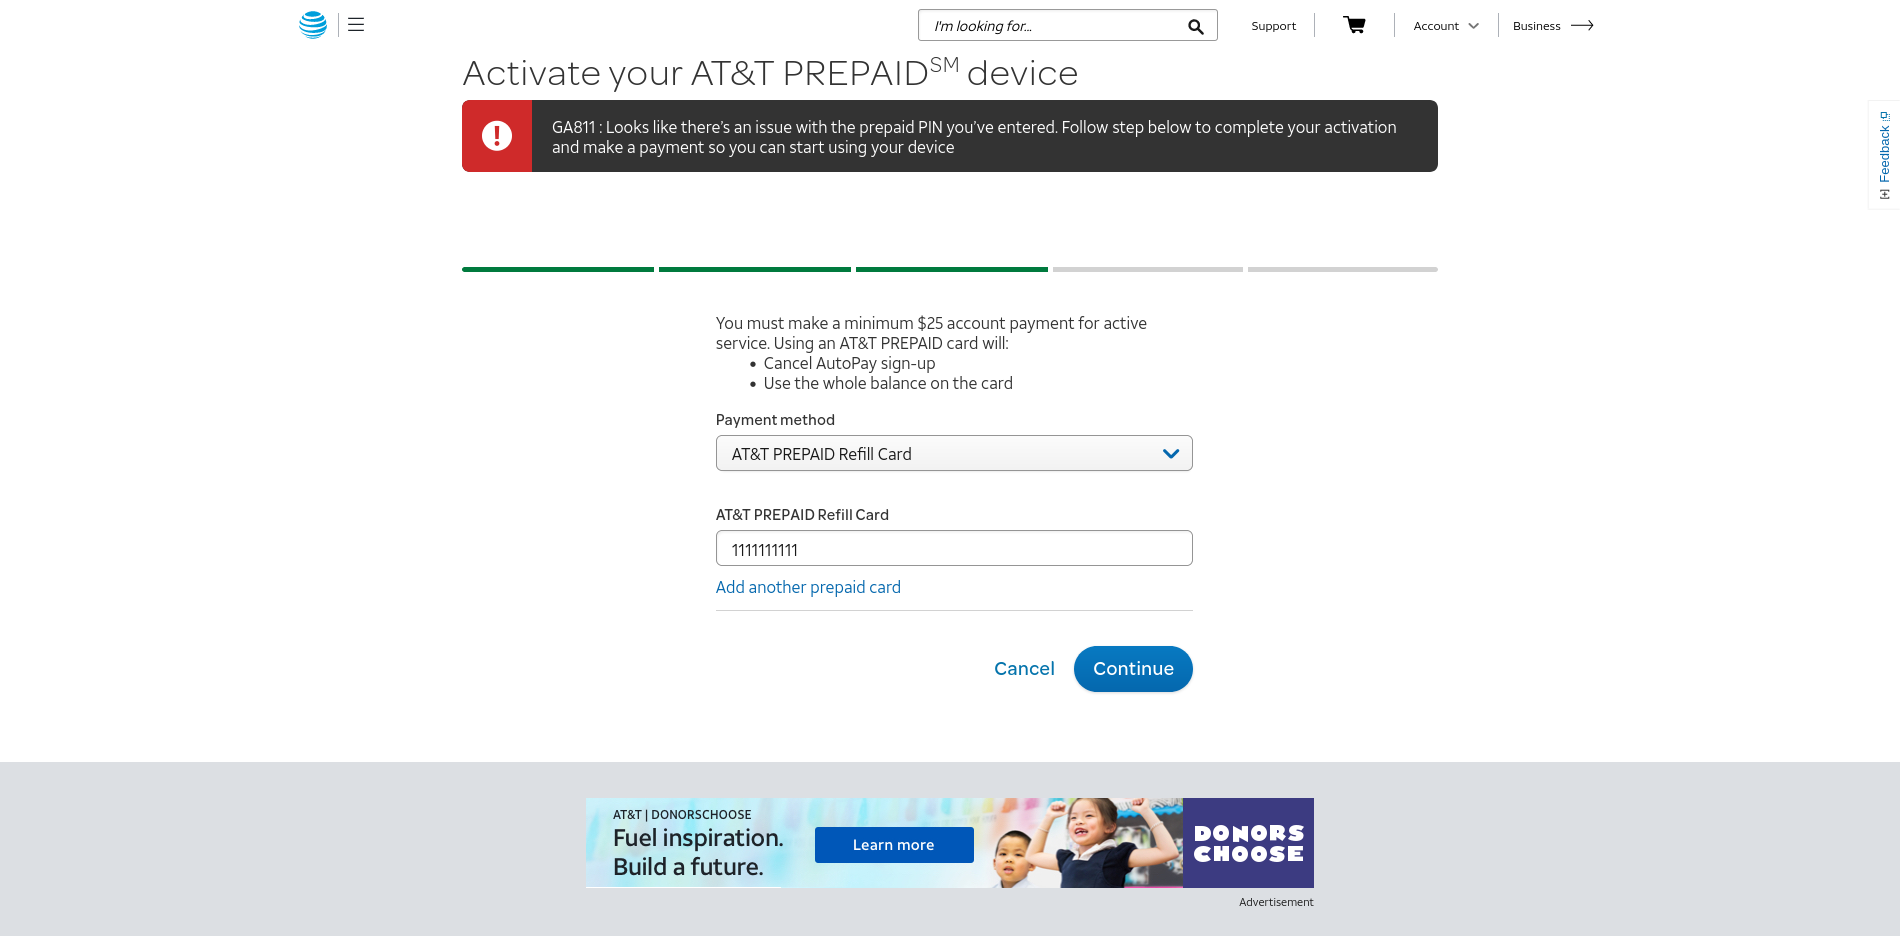 I'm looking for...
Support
Account
Business
Activate your AT&T PREPAID℠ device
GA811 : Looks like there’s an issue with the prepaid PIN you’ve entered. Follow step below to complete your activation
and make a payment so you can start using your device
[+] Feedback
You must make a minimum $25 account payment for active
service. Using an AT&T PREPAID card will:
• Cancel AutoPay sign-up
• Use the whole balance on the card
Payment method
AT&T PREPAID Refill Card
AT&T PREPAID Refill Card
1111111111
Add another prepaid card
Cancel
Continue
AT&T | DONORSCHOOSE
Fuel inspiration.
Build a future.
Learn more
DONORS
CHOOSE
Advertisement